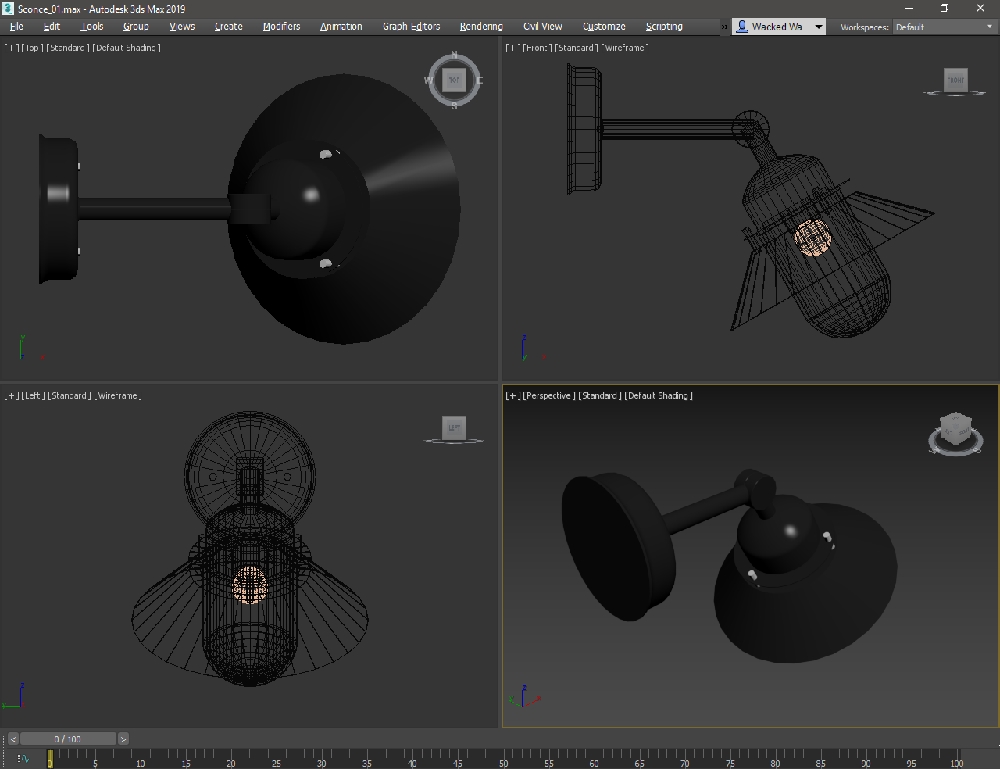 Sconce_01.max - Autodesk 3ds Max 2019
File Edit Tools Group Views Create Modifiers Animation Graph Editors Rendering Civil View Customize Scripting » Wacked Wa Workspaces: Default
[+] [Top] [Standard] [Default Shading]
[+] [Front] [Standard] [Wireframe]
N
W TOP E
S
FRONT
z
y
x
[+] [Left] [Standard] [Wireframe]
[+] [Perspective] [Standard] [Default Shading]
LEFT
z
z
< 0 / 100 >
0 5 10 15 20 25 30 35 40 45 50 55 60 65 70 75 80 85 90 95 100